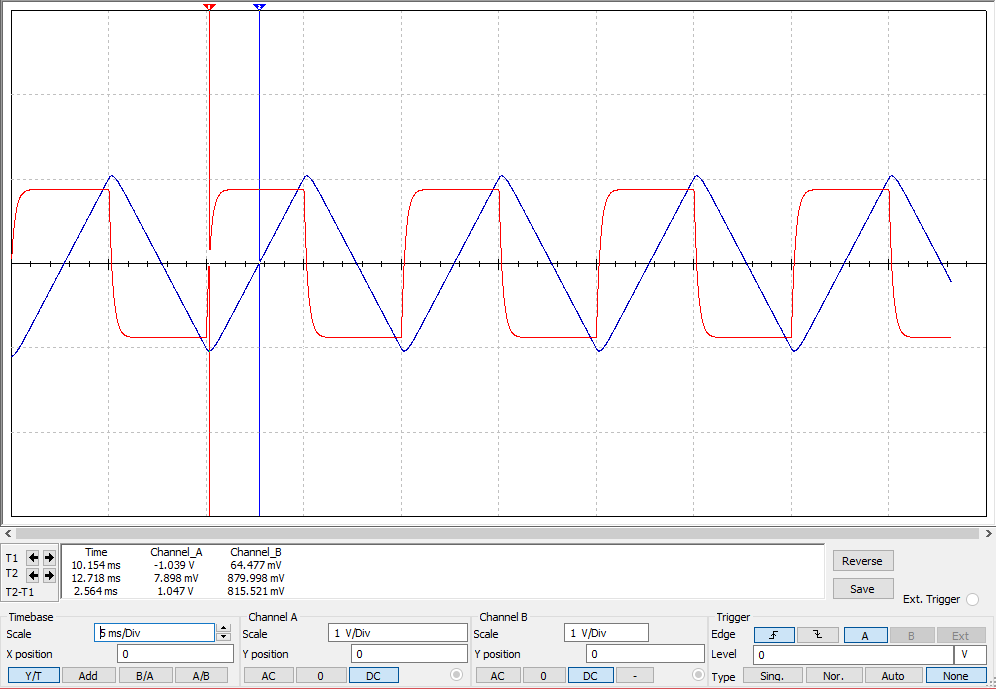 1 2
T1
T2
T2-T1
Time Channel_A Channel_B
10.154 ms -1.039 V 64.477 mV
12.718 ms 7.898 mV 879.998 mV
2.564 ms 1.047 V 815.521 mV
Reverse
Save
Ext. Trigger
Timebase
Scale 5 ms/Div
X position 0
Y/T Add B/A A/B
Channel A
Scale 1 V/Div
Y position 0
AC 0 DC
Channel B
Scale 1 V/Div
Y position 0
AC 0 DC -
Trigger
Edge A B Ext
Level 0 V
Type Sinq. Nor. Auto None